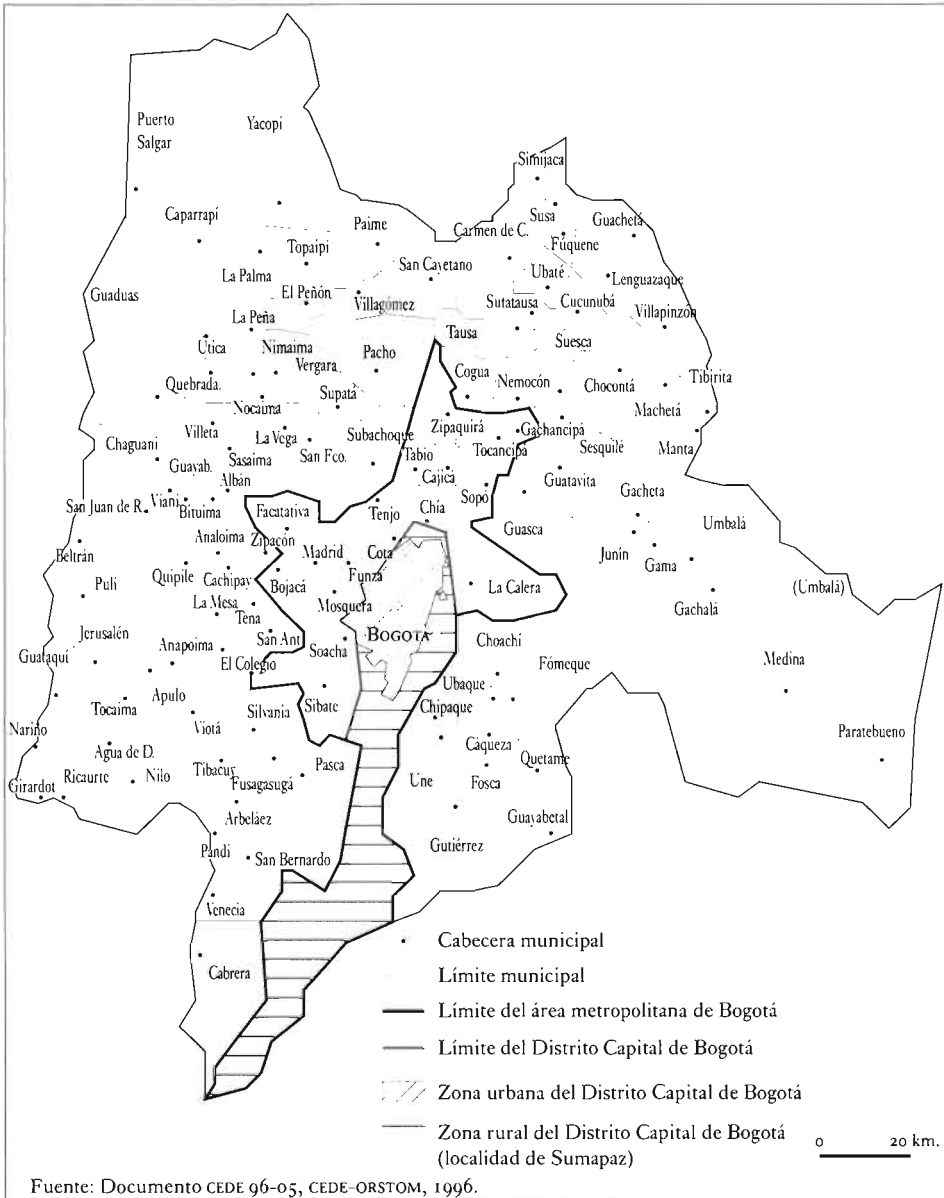 Puerto
Salgar
Yacopí
Simijaca
Caparrapí
Paime
Carmen de C.
Susa
Guachetá
Fúquene
Topaipi
La Palma
San Cayetano
Ubaté
Lenguazaque
Guaduas
El Peñón
Villagómez
Sutatausa
Cucunubá
Villapinzón
La Peña
Tausa
Suesca
Utica
Nimaima
Pacho
Vergara
Cogua
Nemocón
Chocontá
Tibirita
Quebrada.
Supatá
Nocaima
Machetá
Zipaquirá
Gachancipá
Villeta
La Vega
Subachoque
Tocancipá
Sesquilé
Manta
Chaguani
Sasaima
San Fco.
Tabio
Guayab.
Cajicá
Albán
Sopó
Guatavita
Gacheta
San Juan de R.
Viani
Bituima
Facatativa
Tenjo
Chía
Guasca
Umbalá
Analoima
Zipacón
Beltrán
Madrid
Cota
Junín
Gama
Puli
Quipile
Cachipay
Bojacá
Funza
La Calera
(Umbalá)
La Mesa
Mosquera
Gachalá
Tena
Jerusalén
San Ant
BOGOTÁ
Choachí
Anapoima
Soacha
Guataquí
El Colegio
Fómeque
Medina
Apulo
Ubaque
Tocaima
Sibate
Chipaque
Silvania
Nariño
Viotá
Paratebueno
Agua de D.
Cáqueza
Quetame
Tibacuy
Pasca
Ricaurte
Nilo
Une
Fosca
Girardot
Fusagasugá
Arbeláez
Guayabetal
Gutiérrez
Pandi
San Bernardo
Venecia
Cabrera
Cabecera municipal
Límite municipal
Límite del área metropolitana de Bogotá
Límite del Distrito Capital de Bogotá
Zona urbana del Distrito Capital de Bogotá
Zona rural del Distrito Capital de Bogotá
(localidad de Sumapaz)
0 20 km.
Fuente: Documento CEDE 96-05, CEDE-ORSTOM, 1996.